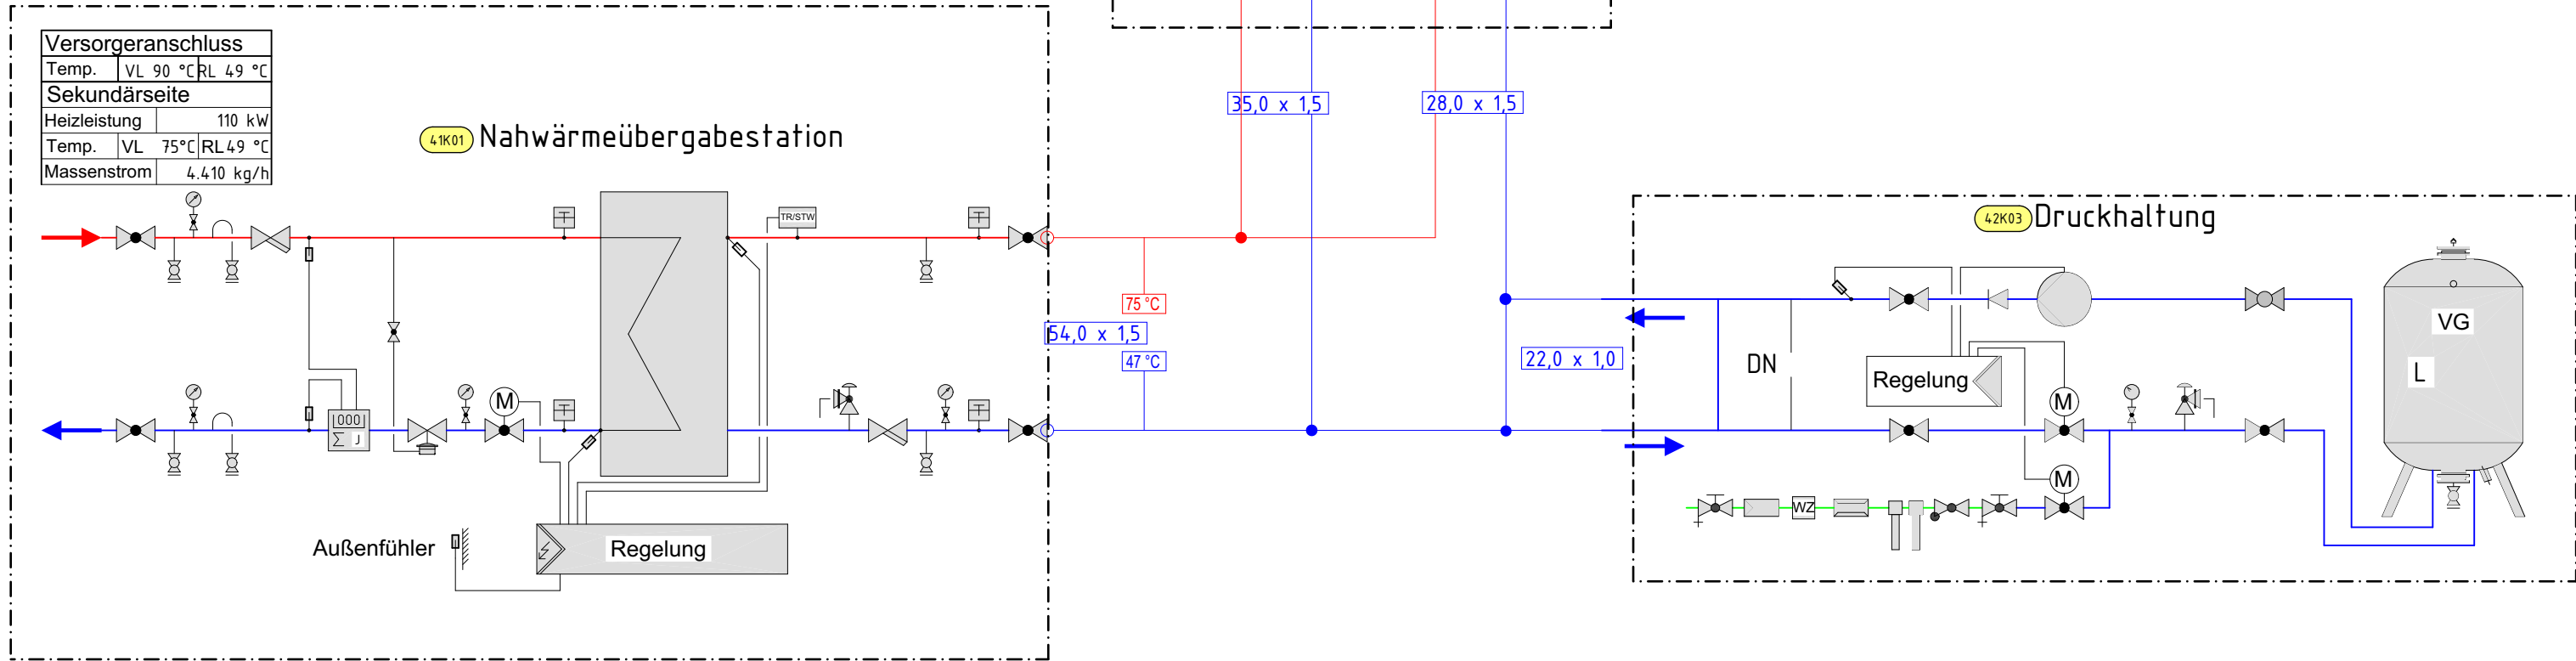 Versorgeranschluss
Temp. VL 90 °C RL 49 °C
Sekundärseite
Heizleistung 110 kW
Temp. VL 75°C RL 49 °C
Massenstrom 4.410 kg/h
41K01 Nahwärmeübergabestation
TR/STW
M
000
Σ J
Außenfühler
Regelung
35,0 x 1,5
28,0 x 1,5
75 °C
54,0 x 1,5
47 °C
22,0 x 1,0
42K03 Druckhaltung
DN
Regelung
M
M
WZ
VG
L